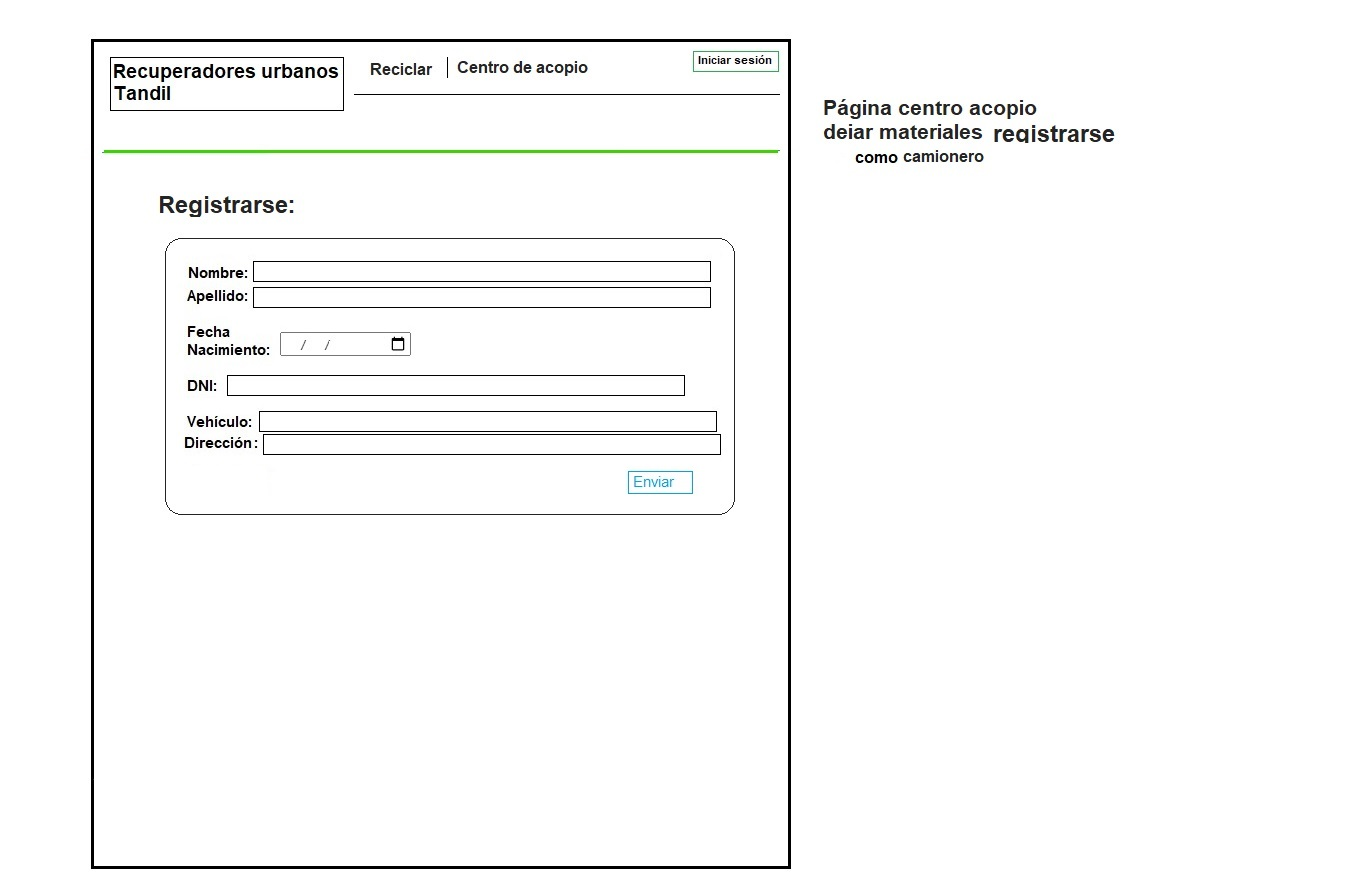 Recuperadores urbanos
Tandil
Reciclar
Centro de acopio
Iniciar sesión
Registrarse:
Nombre:
Apellido:
Fecha
Nacimiento:
/ /
DNI:
Vehículo:
Dirección:
Enviar
Página centro acopio
dejar materiales registrarse
como camionero